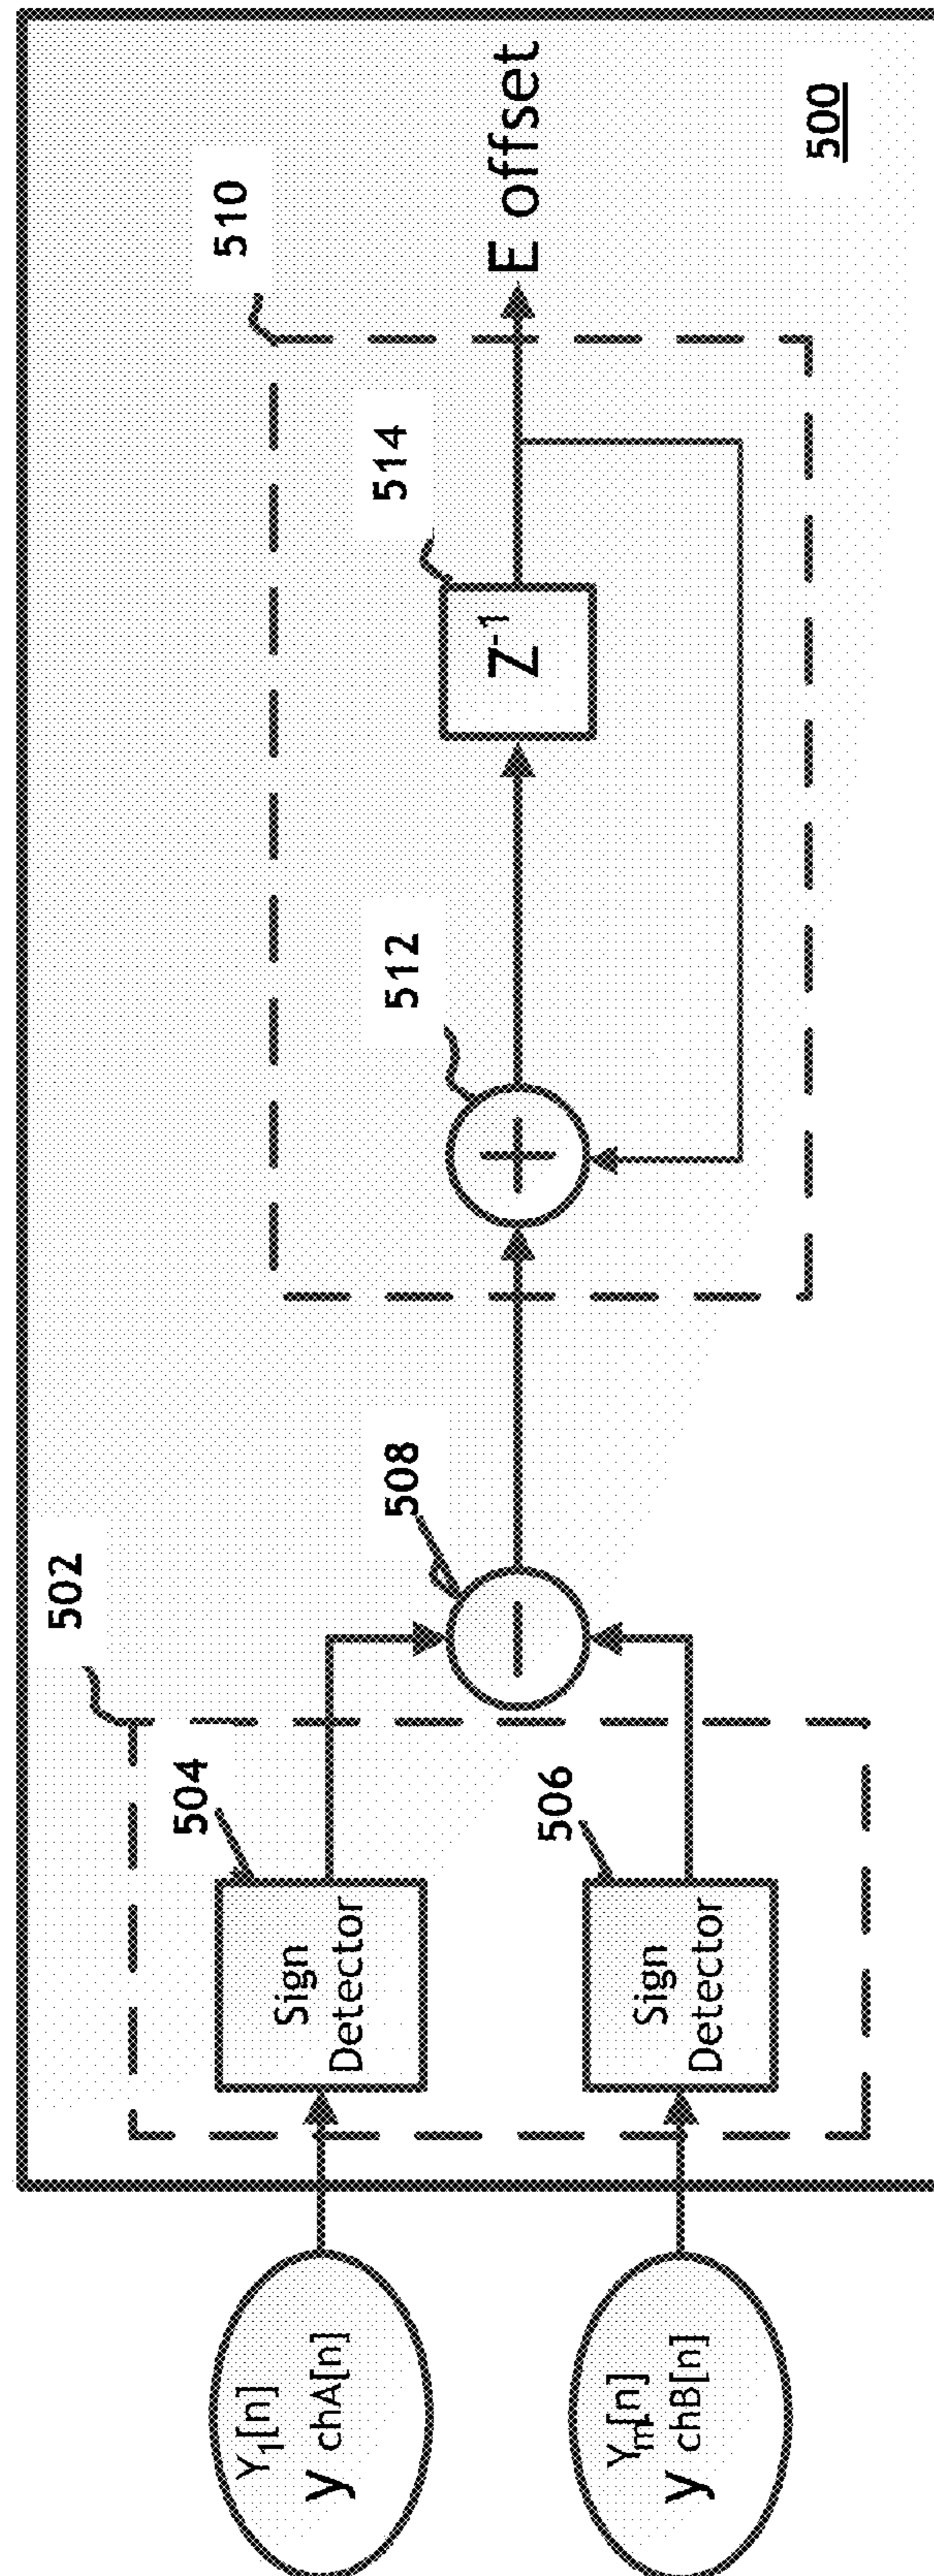 Y1[n]
y chA[n]
Ym[n]
y chB[n]
502
504
Sign
Detector
506
Sign
Detector
508
510
512
+
514
Z-1
E offset
500